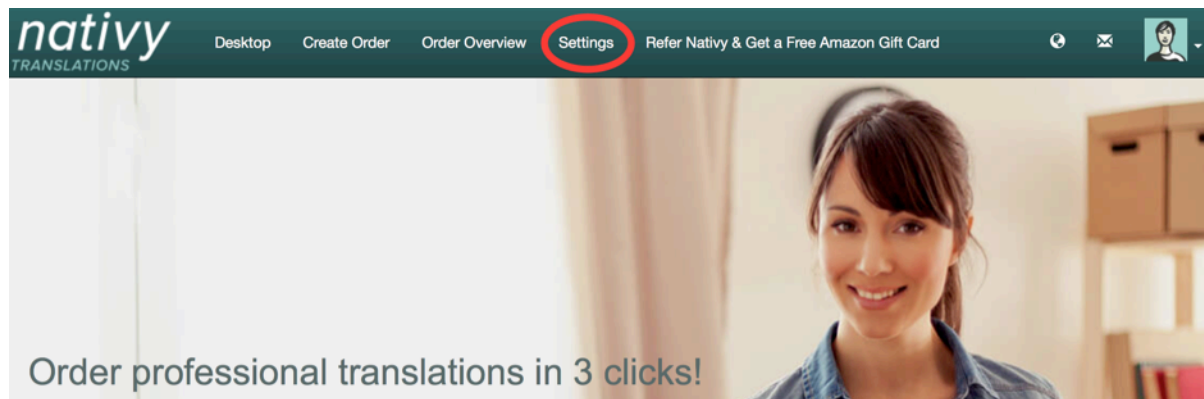 nativy
TRANSLATIONS
Desktop Create Order Order Overview Settings Refer Nativy & Get a Free Amazon Gift Card
Order professional translations in 3 clicks!